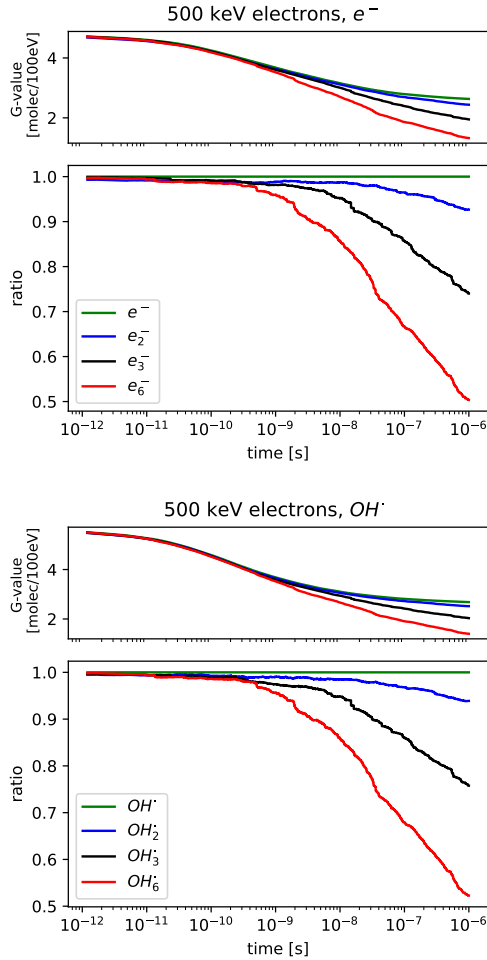 500 keV electrons, e⁻
G-value
[molec/100eV]
4
2
1.0
0.9
0.8
0.7
0.6
0.5
ratio
e⁻
e₂⁻
e₃⁻
e₆⁻
10⁻¹² 10⁻¹¹ 10⁻¹⁰ 10⁻⁹ 10⁻⁸ 10⁻⁷ 10⁻⁶
time [s]
500 keV electrons, OH˙
G-value
[molec/100eV]
4
2
1.0
0.9
0.8
0.7
0.6
0.5
ratio
OH˙
OH˙₂
OH˙₃
OH˙₆
10⁻¹² 10⁻¹¹ 10⁻¹⁰ 10⁻⁹ 10⁻⁸ 10⁻⁷ 10⁻⁶
time [s]